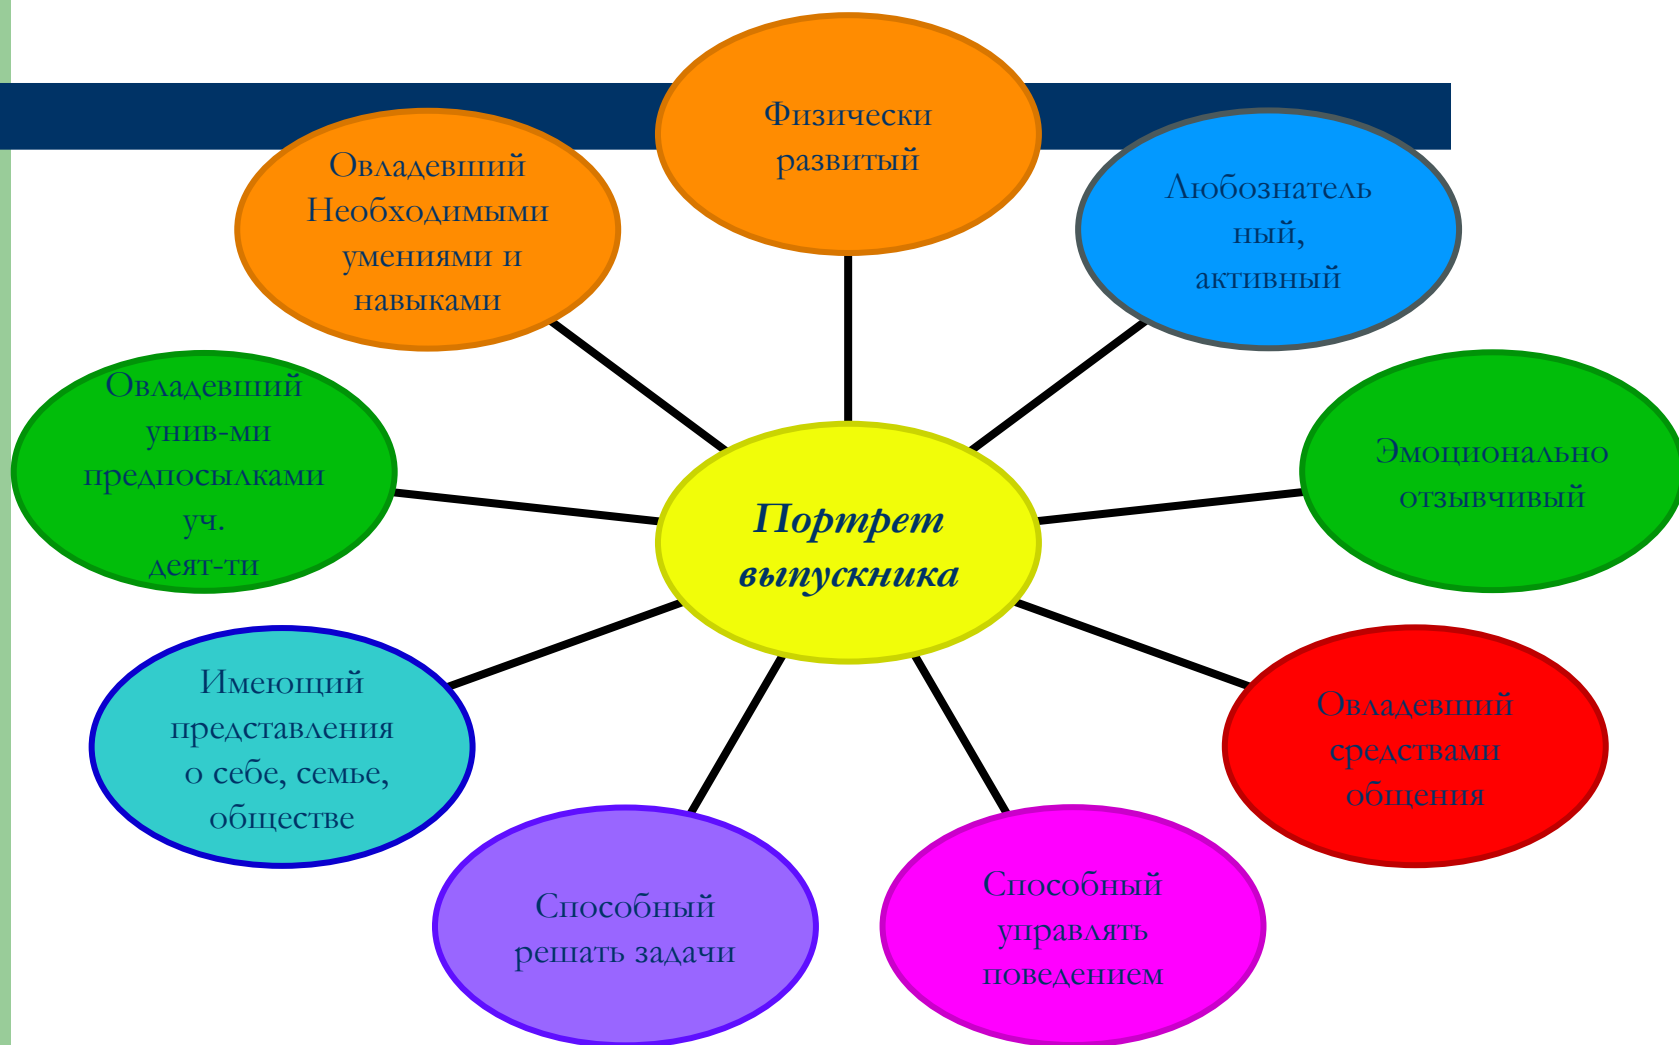 Физически
развитый
Любознатель
ный,
активный
Эмоционально
отзывчивый
Овладевший
средствами
общения
Способный
управлять
поведением
Способный
решать задачи
Имеющий
представления
о себе, семье,
обществе
Овладевший
унив-ми
предпосылками
уч.
деят-ти
Овладевший
Необходимыми
умениями и
навыками
Портрет
выпускника